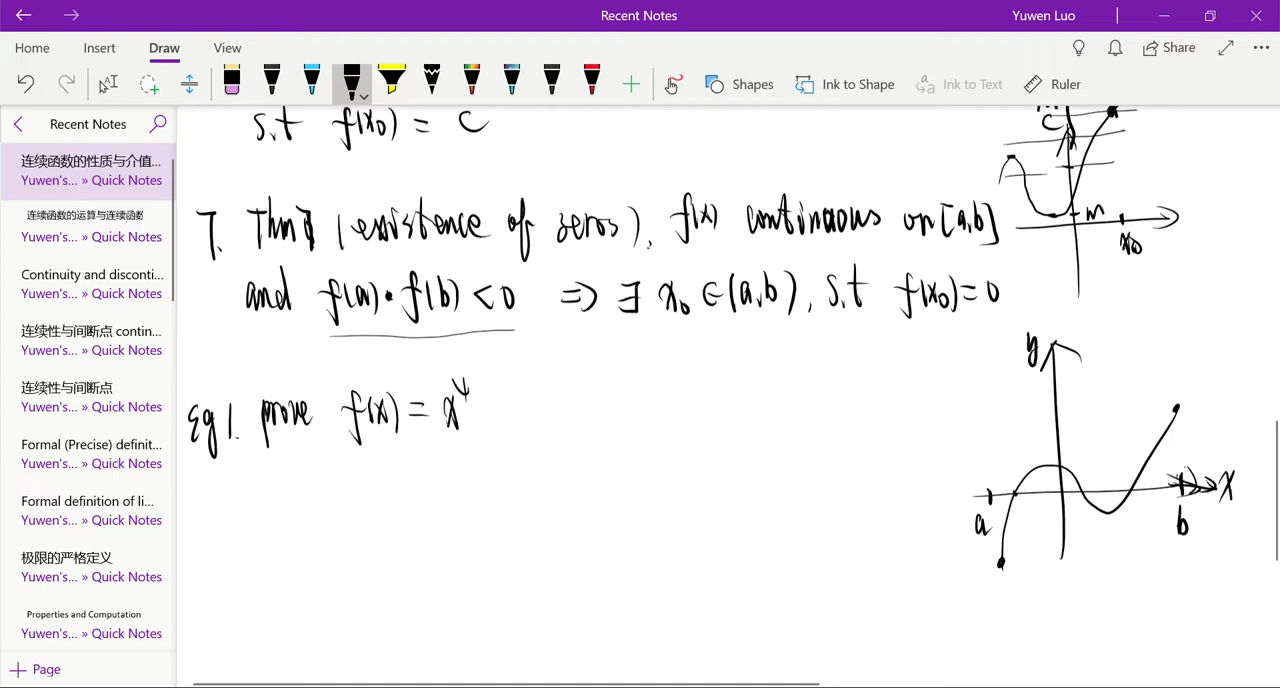 Recent Notes
Yuwen Luo
Home Insert Draw View
Share
Shapes
Ink to Shape
Ink to Text
Ruler
Recent Notes
连续函数的性质与介值...
Yuwen's... » Quick Notes
连续函数的运算与连续函数
Yuwen's... » Quick Notes
Continuity and disconti...
Yuwen's... » Quick Notes
连续性与间断点 contin...
Yuwen's... » Quick Notes
连续性与间断点
Yuwen's... » Quick Notes
Formal (Precise) definit...
Yuwen's... » Quick Notes
Formal definition of li...
Yuwen's... » Quick Notes
极限的严格定义
Yuwen's... » Quick Notes
Properties and Computation
Yuwen's... » Quick Notes
Page
s.t f(x₀) = C
7. Thm (existence of zeros). f(x) continuous on [a,b]
and f(a)·f(b) < 0 ⇒ ∃ x₀ ∈ (a,b), s.t f(x₀)=0
Eg 1. prove f(x) = x⁴
C
m
x₀
y
x
a
b